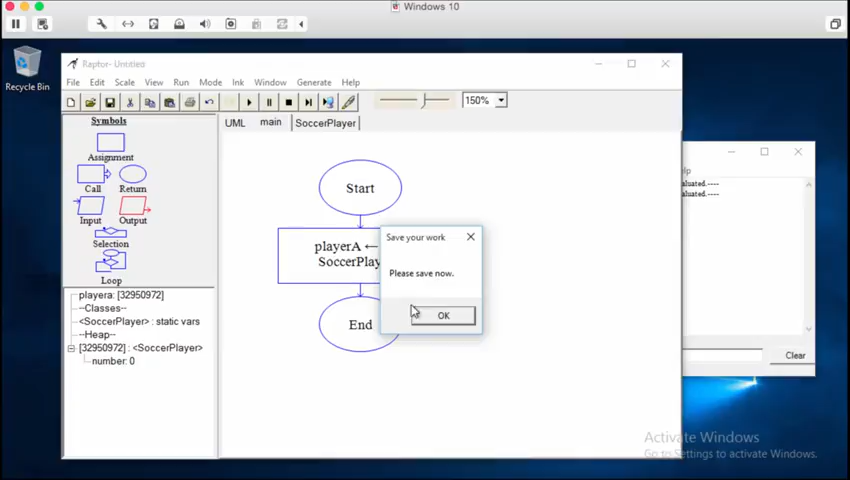 Windows 10
Recycle Bin
Raptor- Untitled
File Edit Scale View Run Mode Ink Window Generate Help
150%
Symbols
UML main SoccerPlayer
Assignment
Call Return
Input Output
Selection
Loop
Start
playerA ←
SoccerPlay
End
Save your work
Please save now.
OK
playera: [32950972]
--Classes--
<SoccerPlayer> : static vars
--Heap--
[32950972] : <SoccerPlayer>
number: 0
elp
aluated.----
aluated.----
Clear
Activate Windows
Go to Settings to activate Windows.